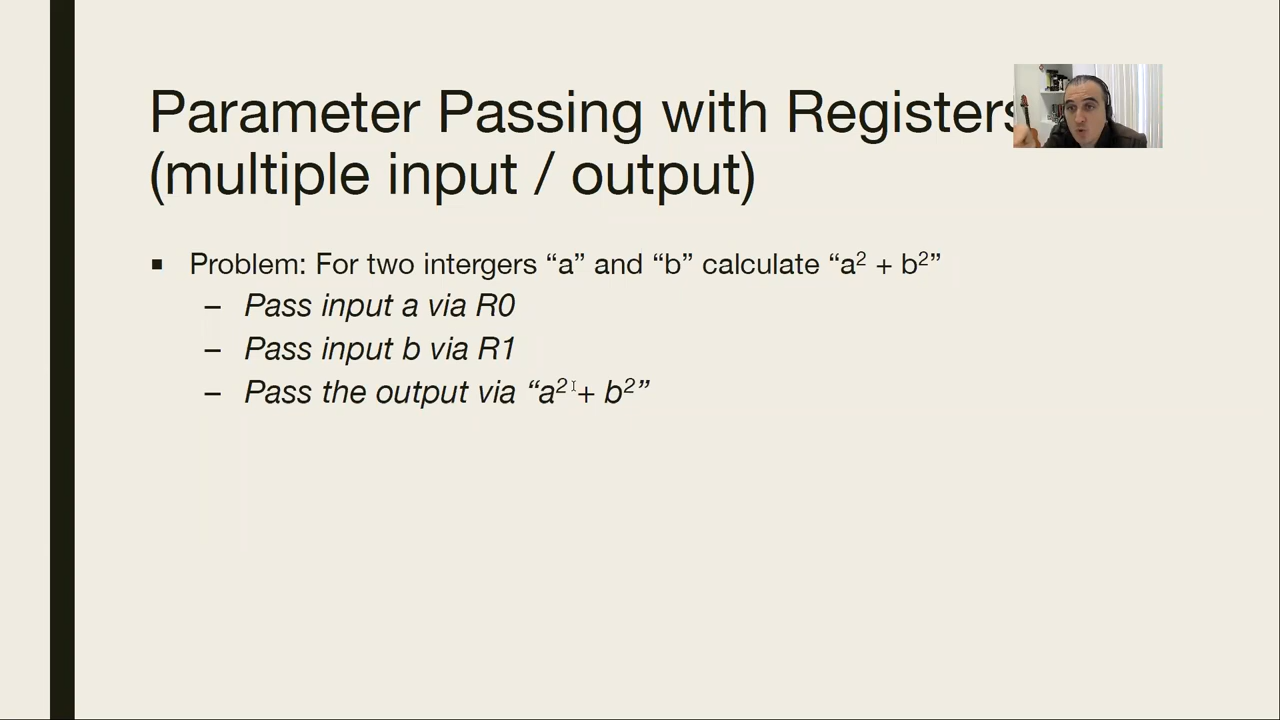 Parameter Passing with Registers
(multiple input / output)
▪ Problem: For two intergers “a” and “b” calculate “a² + b²”
– Pass input a via R0
– Pass input b via R1
– Pass the output via “a² + b²”